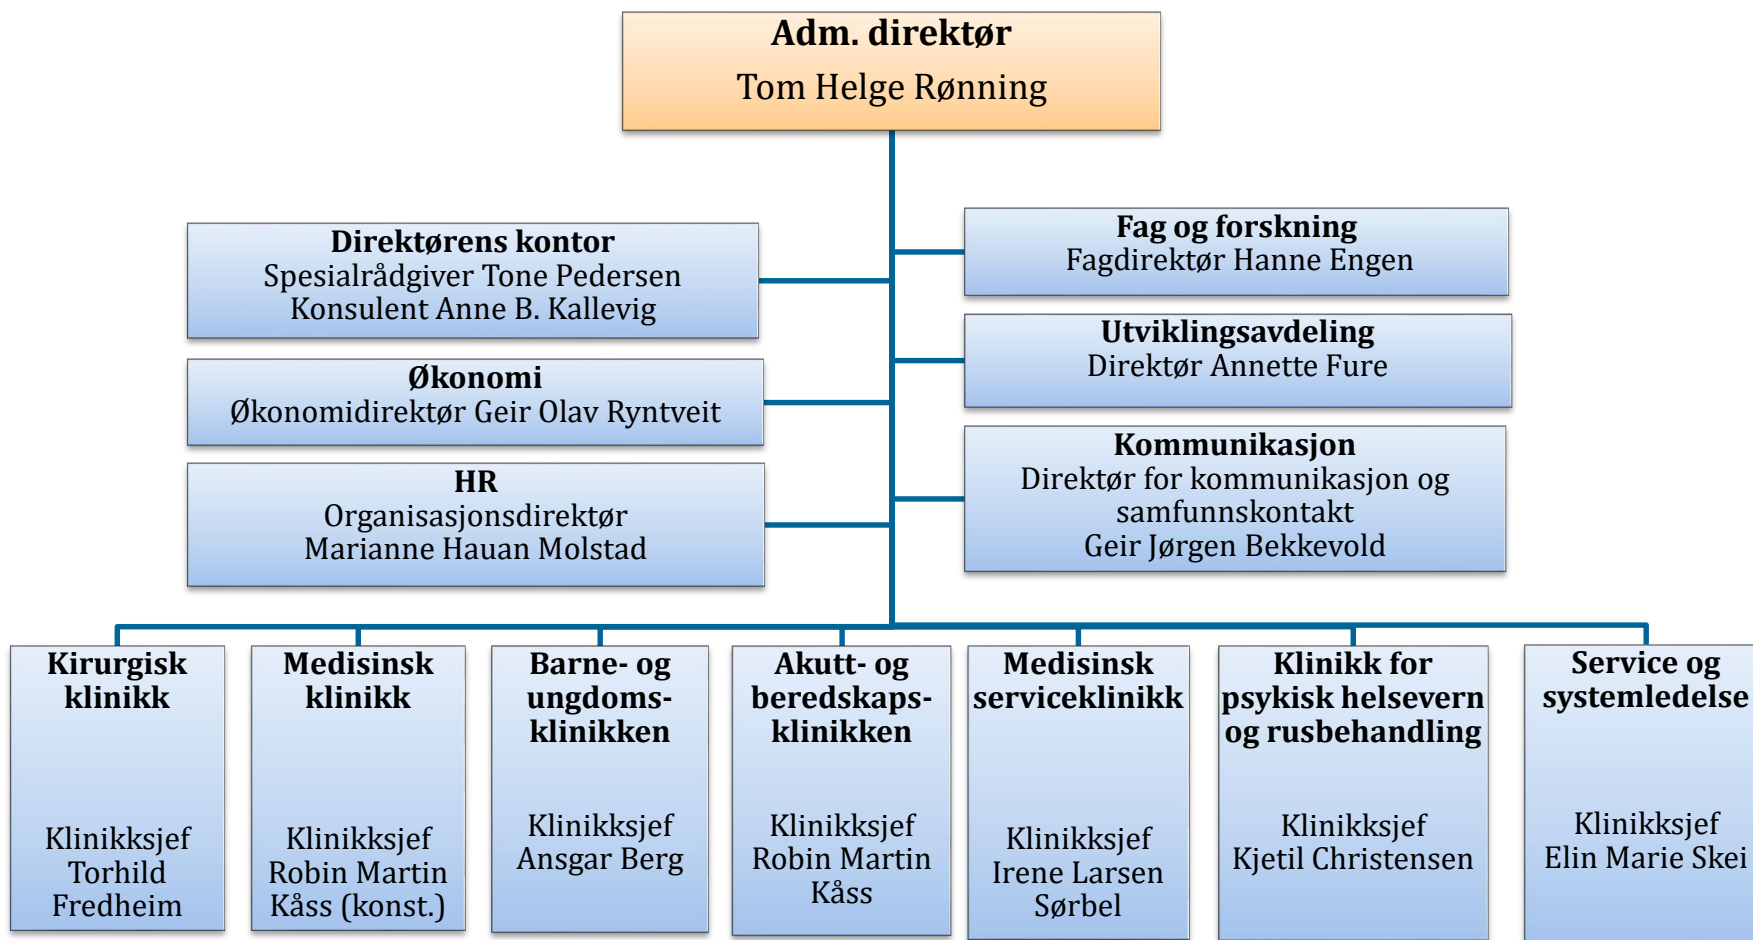 Adm. direktør
Tom Helge Rønning
Direktørens kontor
Spesialrådgiver Tone Pedersen
Konsulent Anne B. Kallevig
Fag og forskning
Fagdirektør Hanne Engen
Økonomi
Økonomidirektør Geir Olav Ryntveit
Utviklingsavdeling
Direktør Annette Fure
HR
Organisasjonsdirektør
Marianne Hauan Molstad
Kommunikasjon
Direktør for kommunikasjon og
samfunnskontakt
Geir Jørgen Bekkevold
Kirurgisk
klinikk
Klinikksjef
Torhild
Fredheim
Medisinsk
klinikk
Klinikksjef
Robin Martin
Kåss (konst.)
Barne- og
ungdoms-
klinikken
Klinikksjef
Ansgar Berg
Akutt- og
beredskaps-
klinikken
Klinikksjef
Robin Martin
Kåss
Medisinsk
serviceklinikk
Klinikksjef
Irene Larsen
Sørbel
Klinikk for
psykisk helsevern
og rusbehandling
Klinikksjef
Kjetil Christensen
Service og
systemledelse
Klinikksjef
Elin Marie Skei